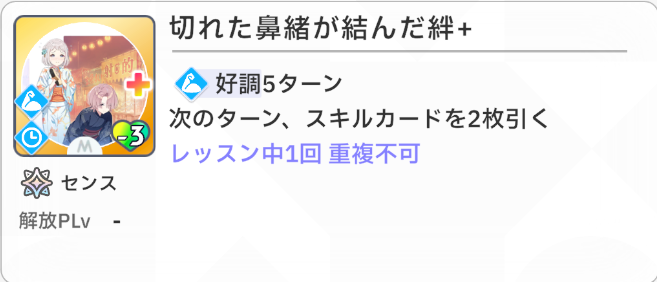 切れた鼻緒が結んだ絆+
好調5ターン
次のターン、スキルカードを2枚引く
レッスン中1回 重複不可
-3
M
センス
解放PLv -